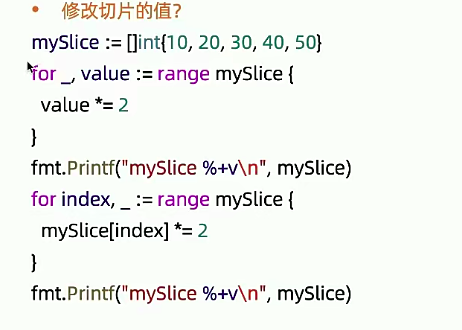 • 修改切片的值？
mySlice := []int{10, 20, 30, 40, 50}
for _, value := range mySlice {
value *= 2
}
fmt.Printf("mySlice %+v\n", mySlice)
for index, _ := range mySlice {
mySlice[index] *= 2
}
fmt.Printf("mySlice %+v\n", mySlice)